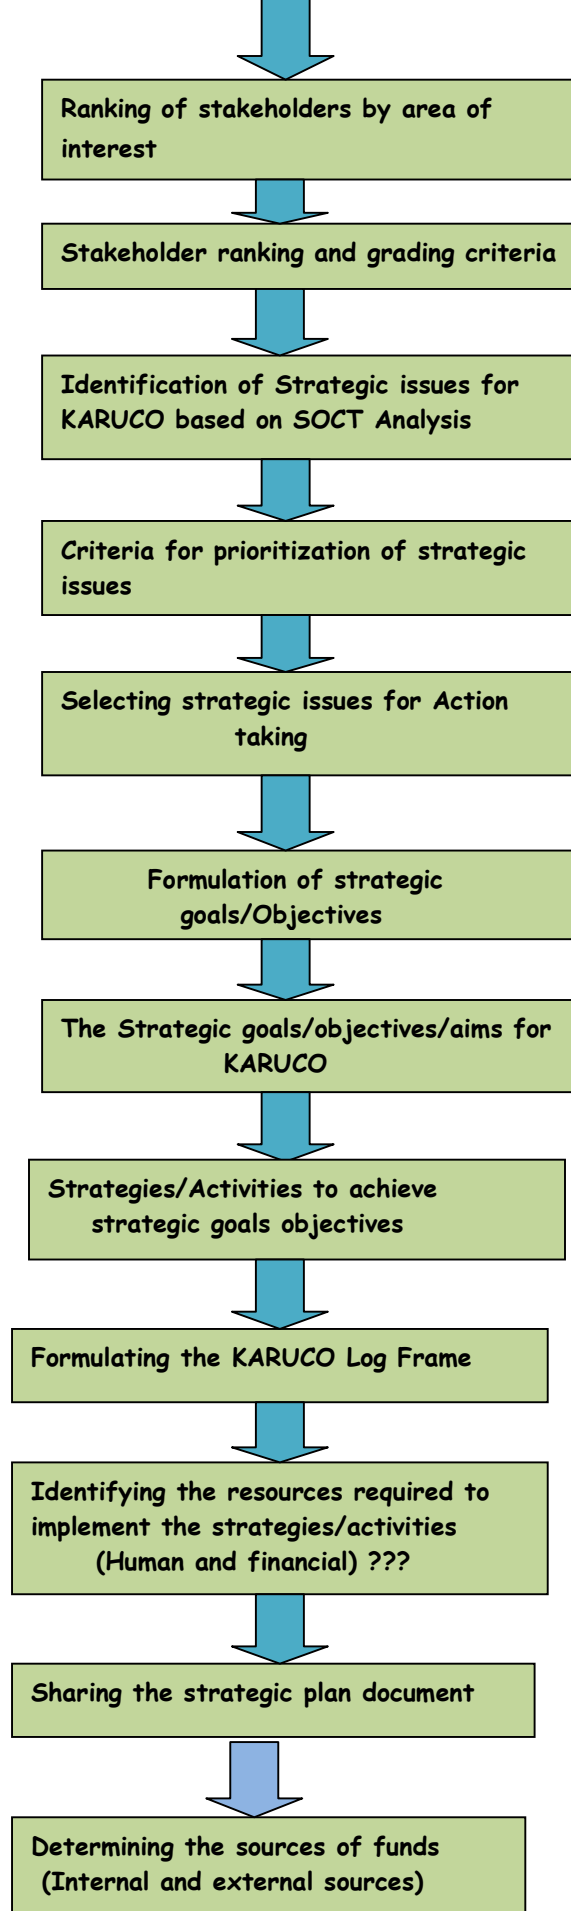 Ranking of stakeholders by area of
interest
Stakeholder ranking and grading criteria
Identification of Strategic issues for
KARUCO based on SOCT Analysis
Criteria for prioritization of strategic
issues
Selecting strategic issues for Action
taking
Formulation of strategic
goals/Objectives
The Strategic goals/objectives/aims for
KARUCO
Strategies/Activities to achieve
strategic goals objectives
Formulating the KARUCO Log Frame
Identifying the resources required to
implement the strategies/activities
(Human and financial) ???
Sharing the strategic plan document
Determining the sources of funds
(Internal and external sources)